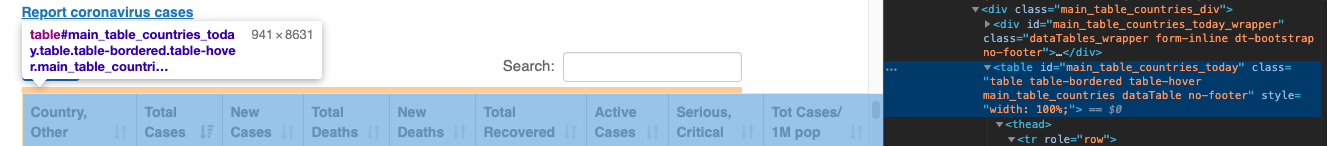 Report coronavirus cases
table#main_table_countries_toda 941 × 8631
y.table.table-bordered.table-hove
r.main_table_countri…
Search:
Country,
Other
Total
Cases
New
Cases
Total
Deaths
New
Deaths
Total
Recovered
Active
Cases
Serious,
Critical
Tot Cases/
1M pop
▼<div class="main_table_countries_div">
▶<div id="main_table_countries_today_wrapper"
class="dataTables_wrapper form-inline dt-bootstrap
no-footer">…</div>
… ▼<table id="main_table_countries_today" class=
"table table-bordered table-hover
main_table_countries dataTable no-footer" style=
"width: 100%;"> == $0
▼<thead>
▼<tr role="row">